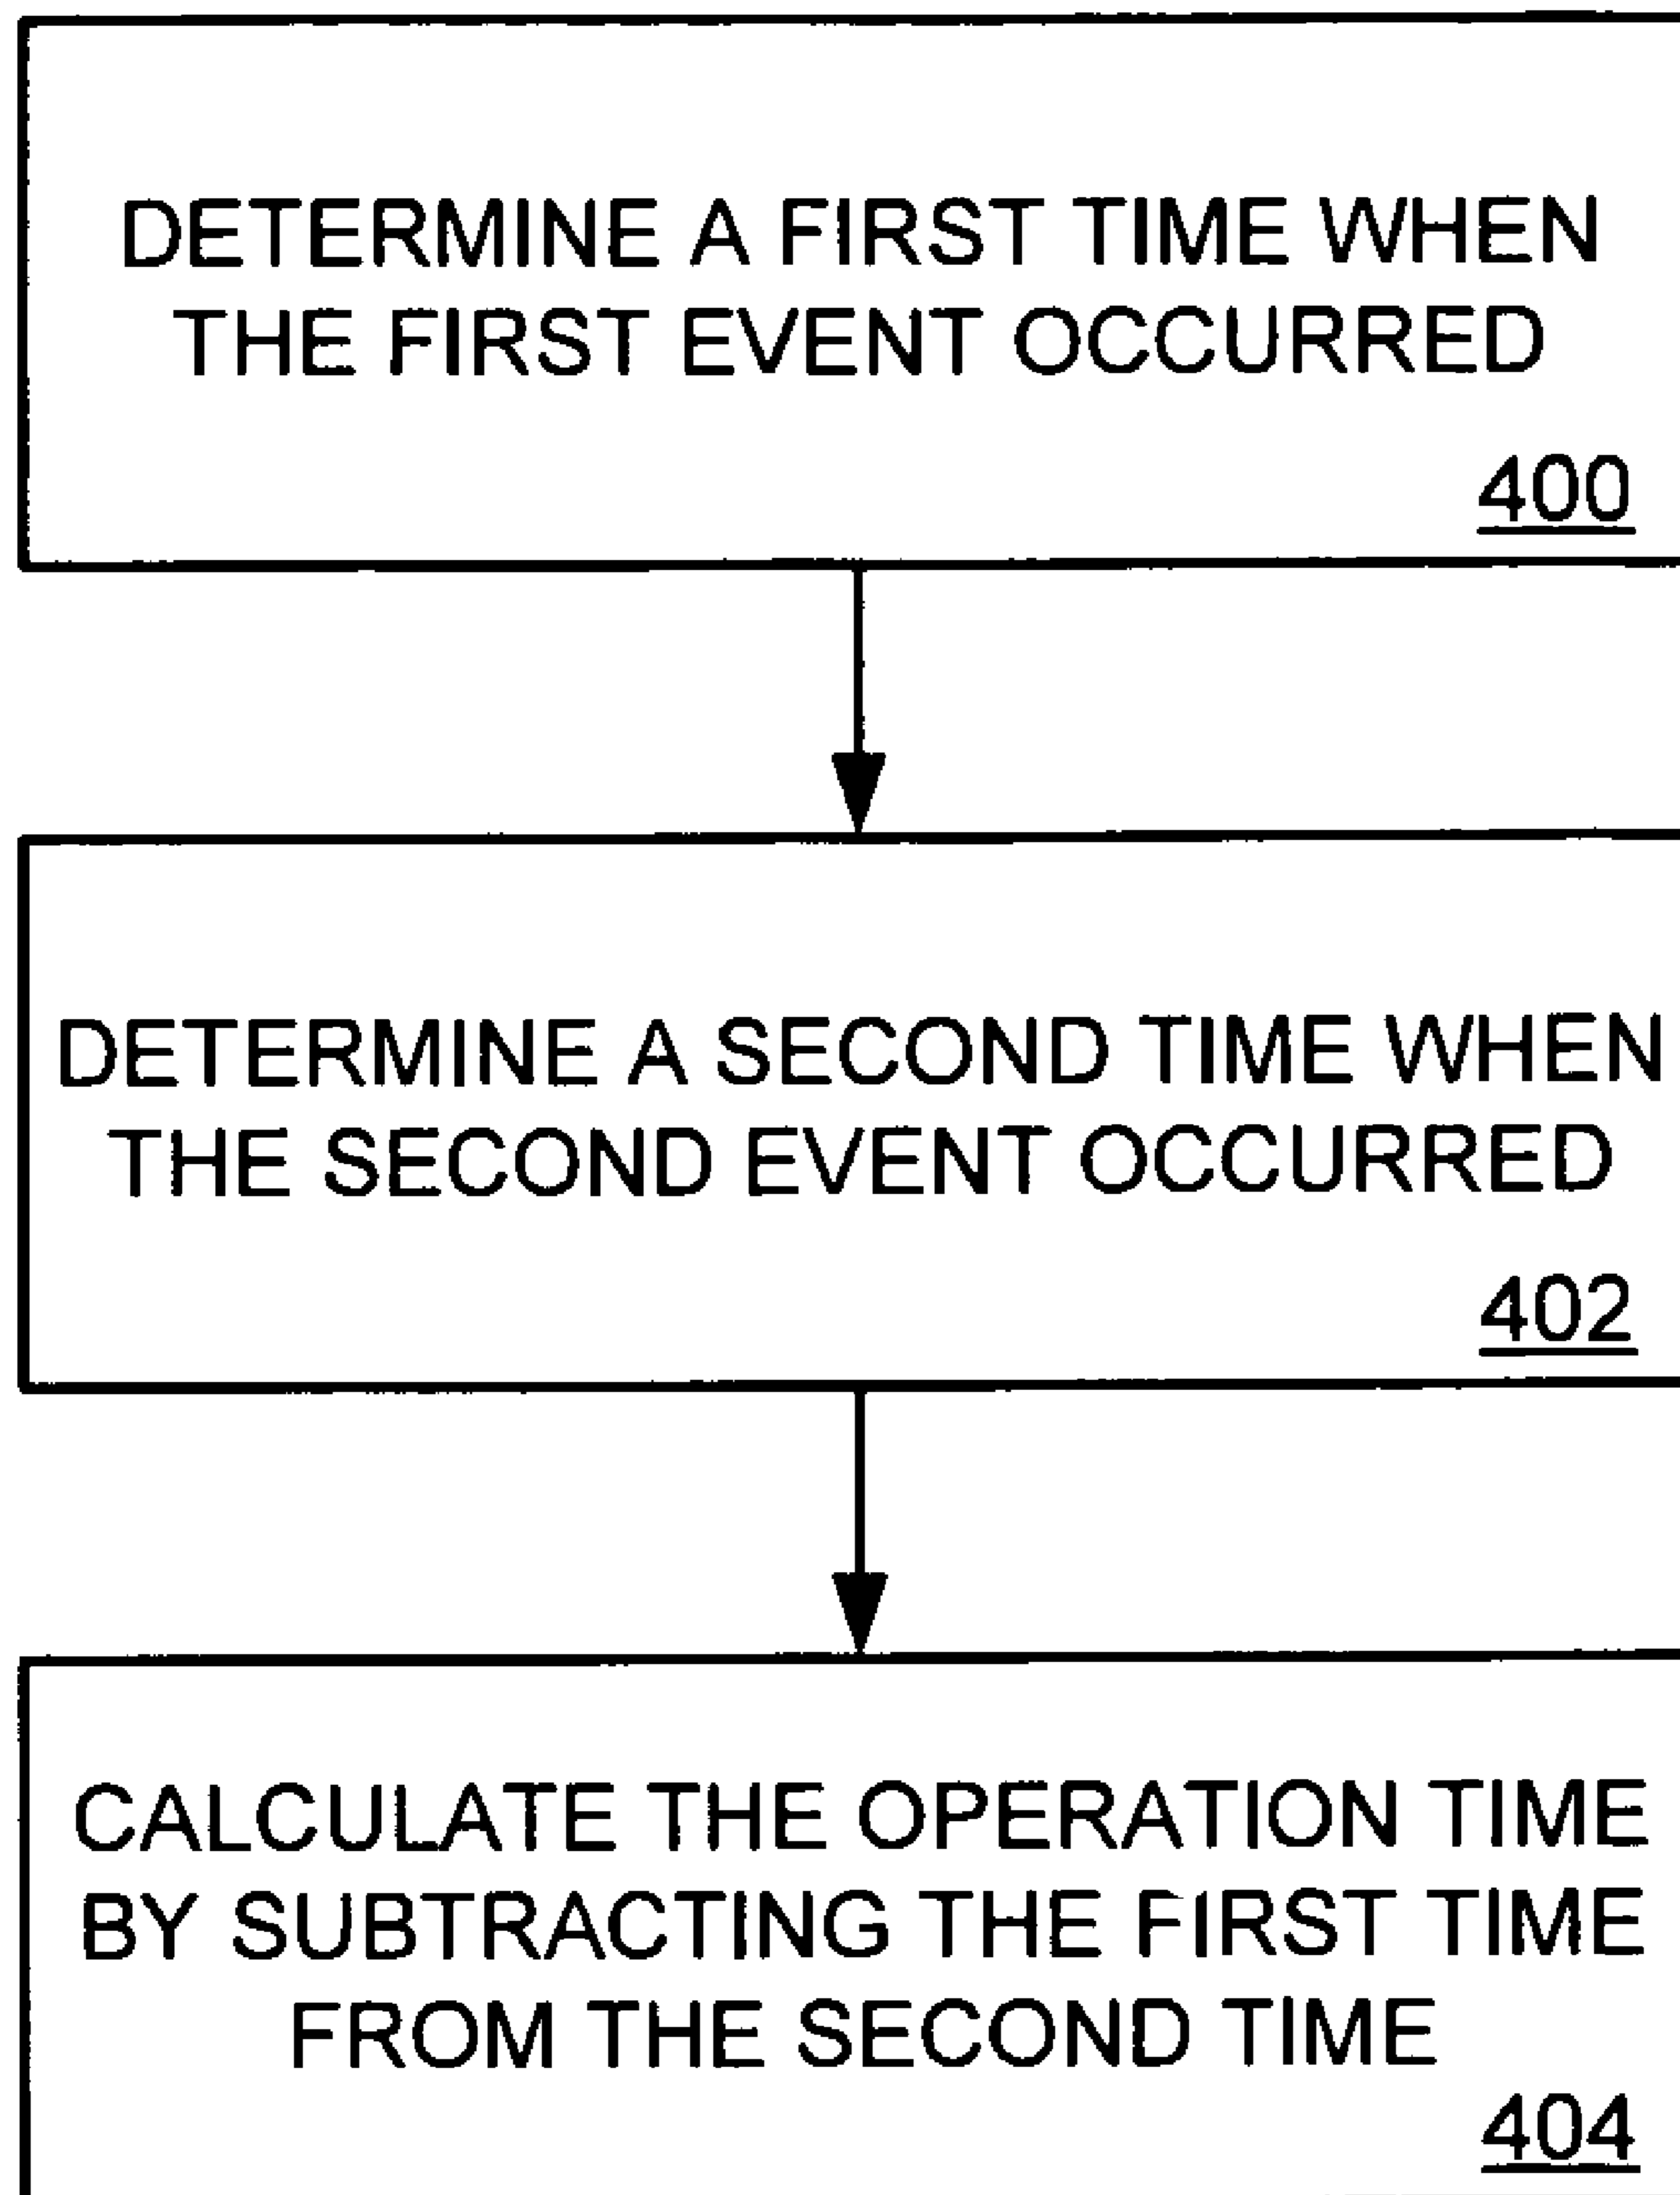 DETERMINE A FIRST TIME WHEN
THE FIRST EVENT OCCURRED
400
DETERMINE A SECOND TIME WHEN
THE SECOND EVENT OCCURRED
402
CALCULATE THE OPERATION TIME
BY SUBTRACTING THE FIRST TIME
FROM THE SECOND TIME
404